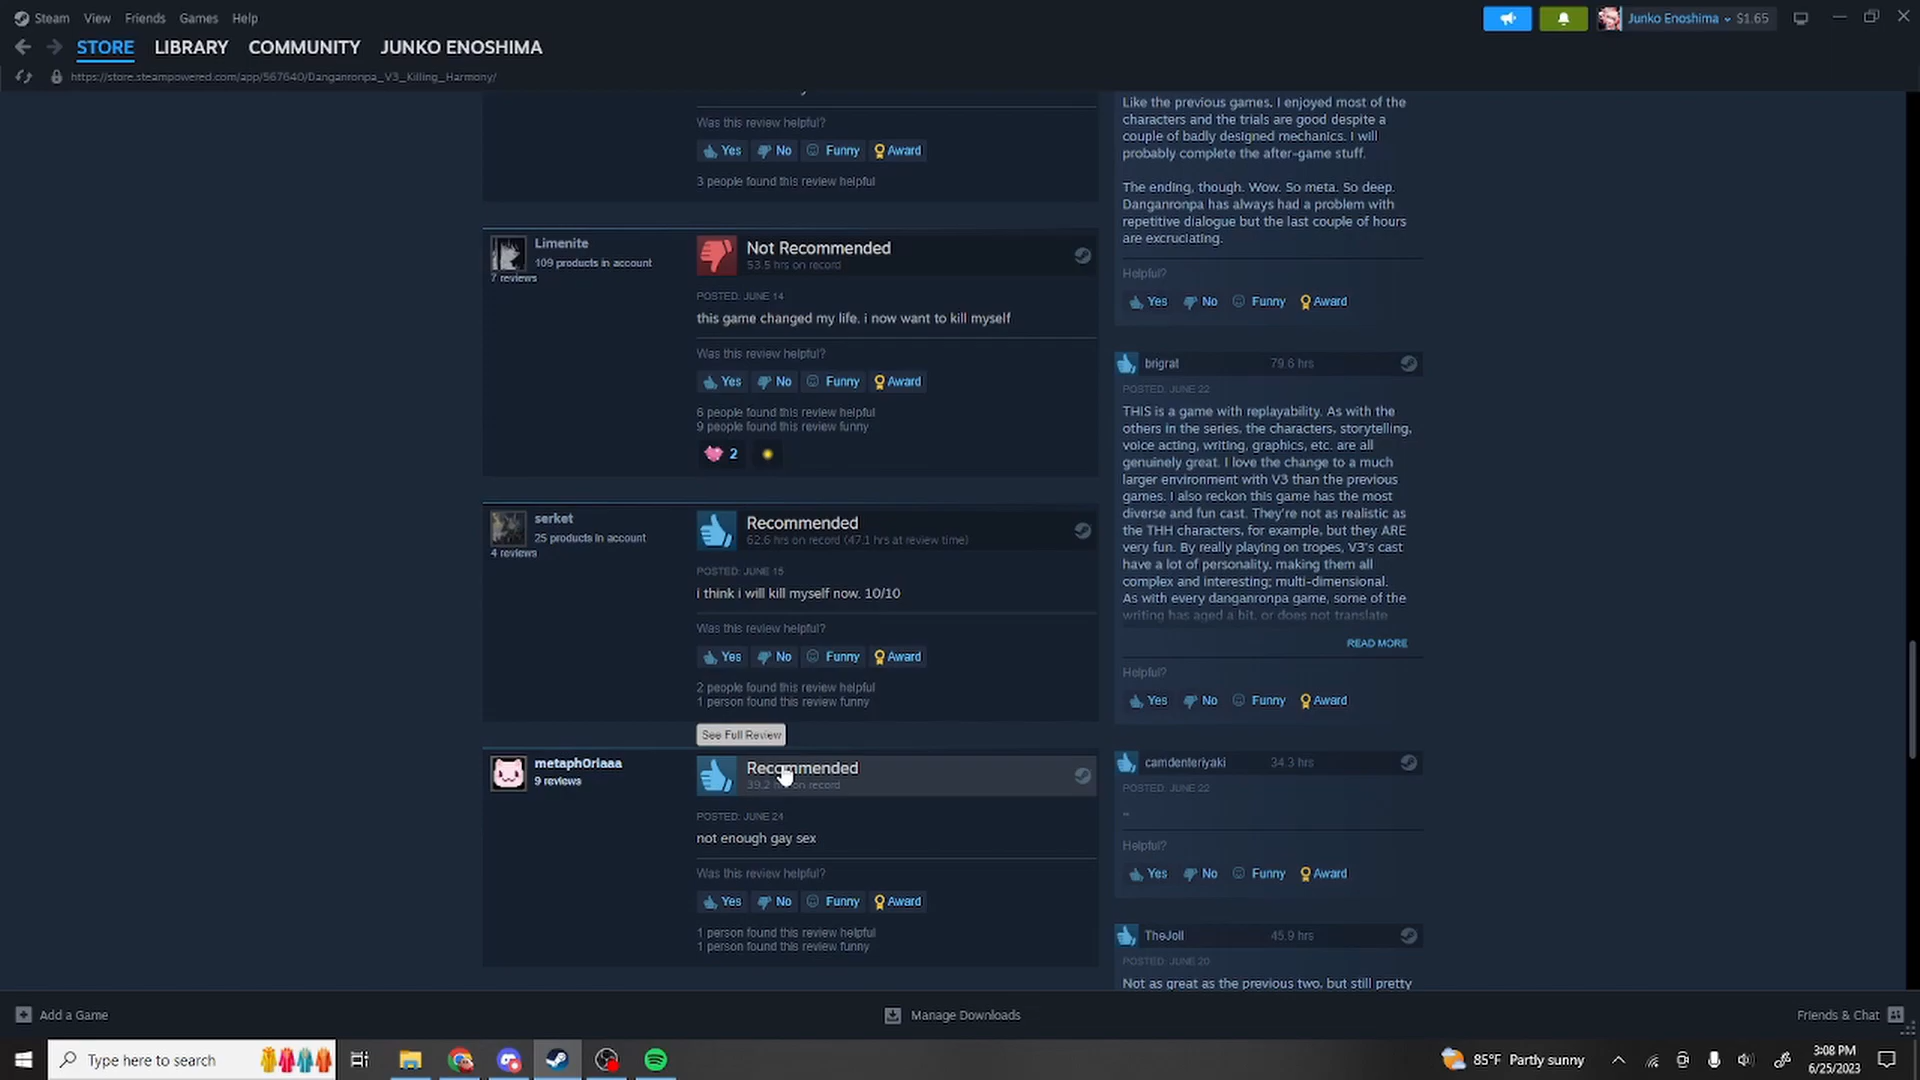 Steam View Friends Games Help
Junko Enoshima $1.65
STORE LIBRARY COMMUNITY JUNKO ENOSHIMA
https://store.steampowered.com/app/567640/Danganronpa_V3_Killing_Harmony/
Was this review helpful?
Yes No Funny Award
3 people found this review helpful
Limenite
109 products in account
7 reviews
Not Recommended
53.5 hrs on record
POSTED: JUNE 14
this game changed my life. i now want to kill myself
Was this review helpful?
Yes No Funny Award
6 people found this review helpful
9 people found this review funny
2
serket
25 products in account
4 reviews
Recommended
62.6 hrs on record (47.1 hrs at review time)
POSTED: JUNE 15
i think i will kill myself now. 10/10
Was this review helpful?
Yes No Funny Award
2 people found this review helpful
1 person found this review funny
See Full Review
metaph0riaaa
9 reviews
Recommended
39.2 on record
POSTED: JUNE 24
not enough gay sex
Was this review helpful?
Yes No Funny Award
1 person found this review helpful
1 person found this review funny
Like the previous games. I enjoyed most of the
characters and the trials are good despite a
couple of badly designed mechanics. I will
probably complete the after-game stuff.
The ending, though. Wow. So meta. So deep.
Danganronpa has always had a problem with
repetitive dialogue but the last couple of hours
are excruciating.
Helpful?
Yes No Funny Award
brigrat 79.6 hrs
POSTED: JUNE 22
THIS is a game with replayability. As with the
others in the series, the characters, storytelling,
voice acting, writing, graphics, etc. are all
genuinely great. I love the change to a much
larger environment with V3 than the previous
games. I also reckon this game has the most
diverse and fun cast. They're not as realistic as
the THH characters, for example, but they ARE
very fun. By really playing on tropes, V3's cast
have a lot of personality, making them all
complex and interesting; multi-dimensional.
As with every danganronpa game, some of the
writing has aged a bit, or does not translate
READ MORE
Helpful?
Yes No Funny Award
camdenteriyaki 34.3 hrs
POSTED: JUNE 22
..
Helpful?
Yes No Funny Award
TheJoll 45.9 hrs
POSTED: JUNE 20
Not as great as the previous two, but still pretty
Add a Game
Manage Downloads
Friends & Chat
Type here to search
85°F Partly sunny
3:08 PM
6/25/2023